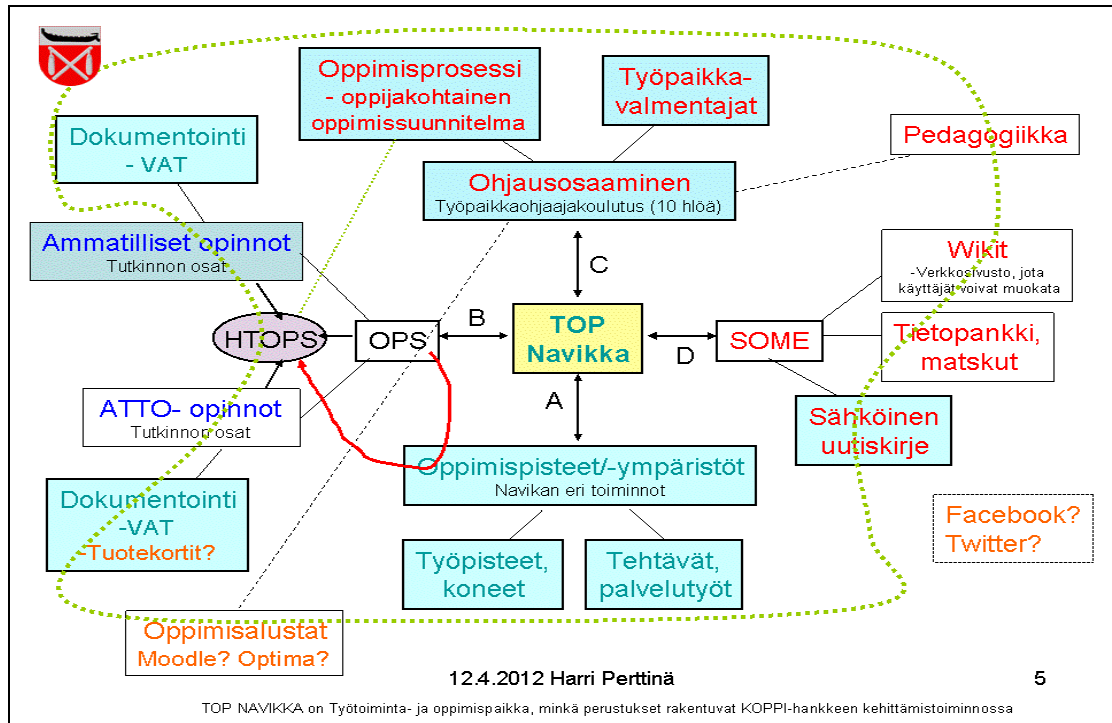 Oppimisprosessi
- oppijakohtainen
oppimissuunnitelma
Työpaikka-
valmentajat
Dokumentointi
- VAT
Pedagogiikka
Ohjausosaaminen
Työpaikkaohjaajakoulutus (10 hlöä)
Ammatilliset opinnot
Tutkinnon osat
Wikit
-Verkkosivusto, jota
käyttäjät voivat muokata
C
HTOPS
OPS
B
TOP
Navikka
D
SOME
Tietopankki,
matskut
A
ATTO- opinnot
Tutkinnon osat
Sähköinen
uutiskirje
Oppimispisteet/-ympäristöt
Navikan eri toiminnot
Dokumentointi
-VAT
-Tuotekortit?
Facebook?
Twitter?
Työpisteet,
koneet
Tehtävät,
palvelutyöt
Oppimisalustat
Moodle? Optima?
12.4.2012 Harri Perttinä
5
TOP NAVIKKA on Työtoiminta- ja oppimispaikka, minkä perustukset rakentuvat KOPPI-hankkeen kehittämistoiminnossa